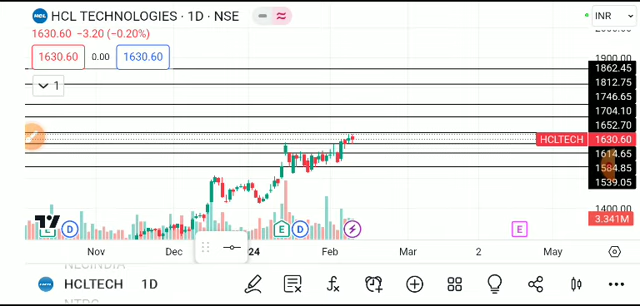 HCL HCL TECHNOLOGIES · 1D · NSE
INR
1630.60 −3.20 (−0.20%)
1630.60 0.00 1630.60
1
1900.00
1862.45
1812.75
1746.65
1704.10
1652.70
HCLTECH 1630.60
1614.65
1584.85
1539.05
1400.00
3.341M
E D E D E
Nov Dec 24 Feb Mar 2 May
HCLTECH 1D